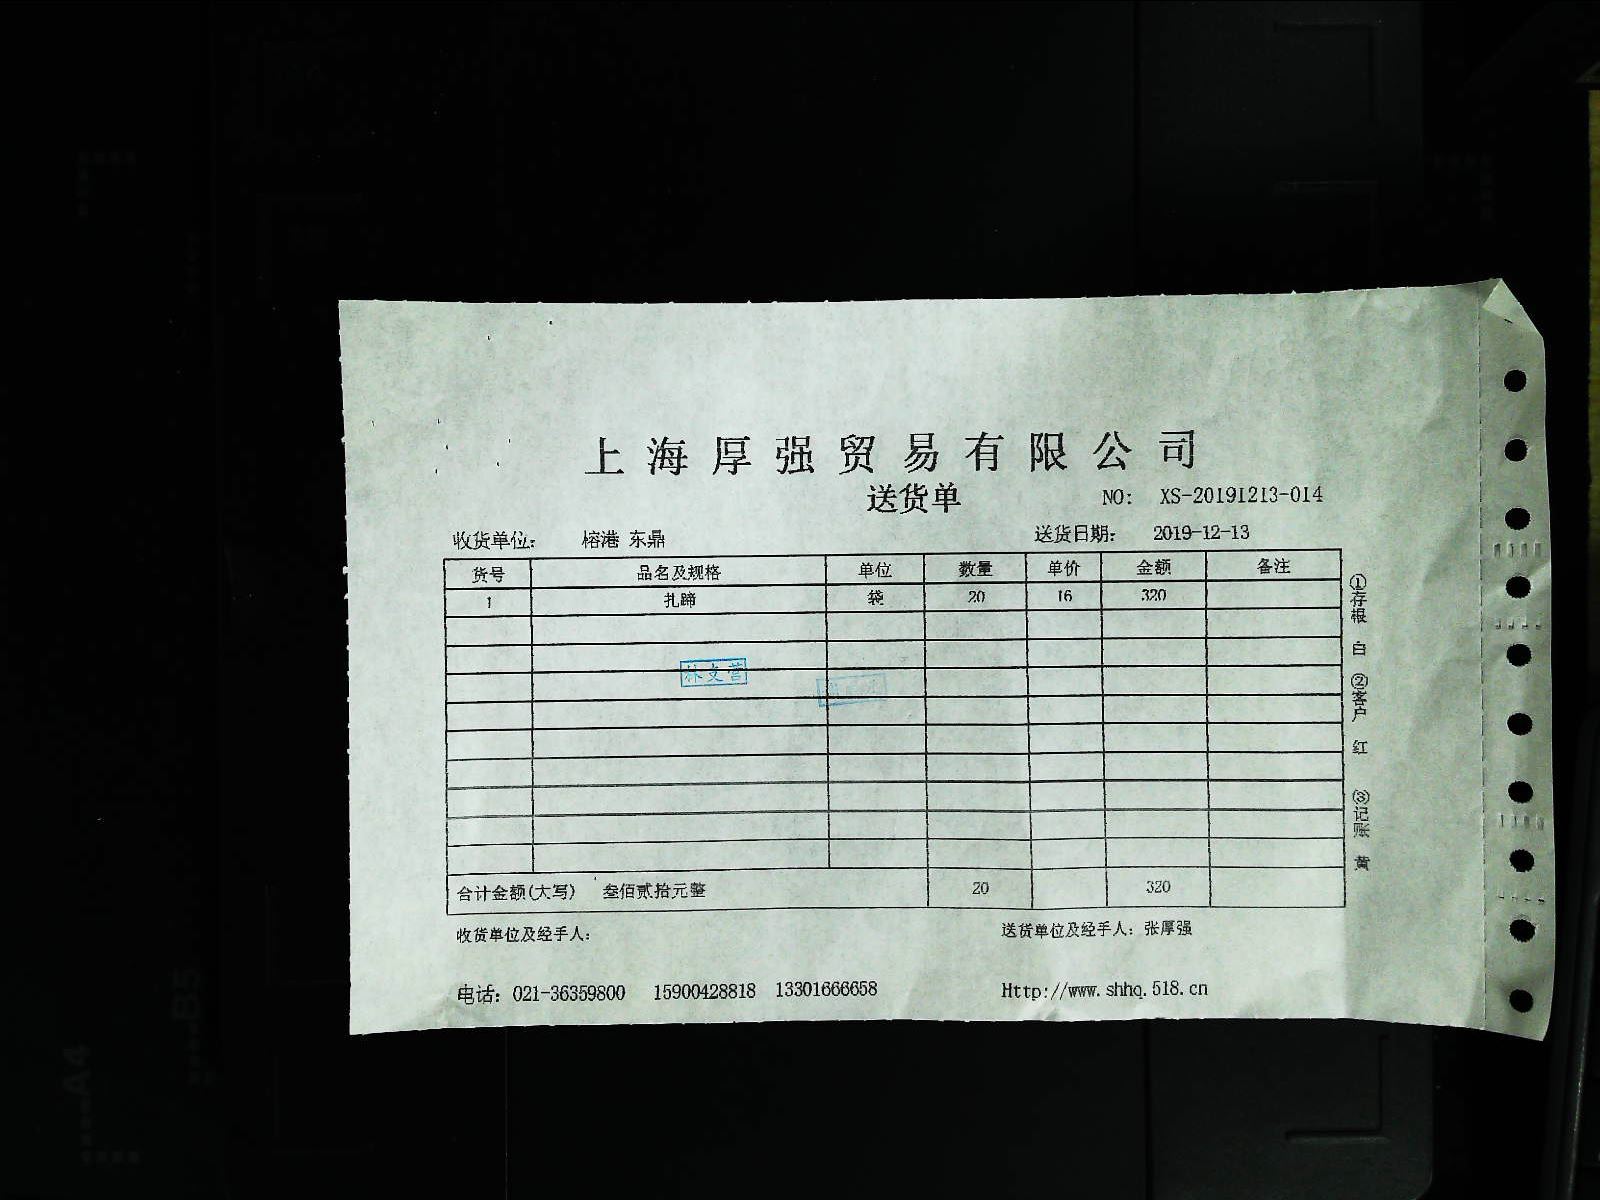 上海厚强贸易有限公司
送货单 NO: XS-20191213-014
收货单位: 榕港 东鼎 送货日期: 2019-12-13
货号 品名及规格 单位 数量 单价 金额 备注
1 扎蹄 袋 20 16 320
林文营
合计金额(大写) 叁佰贰拾元整 20 320
收货单位及经手人: 送货单位及经手人: 张厚强
电话: 021-36359800 15900428818 13301666658 Http://www.shhq.518.cn
①存根 白 ②客户 红 ③记账 黄
A4
B5